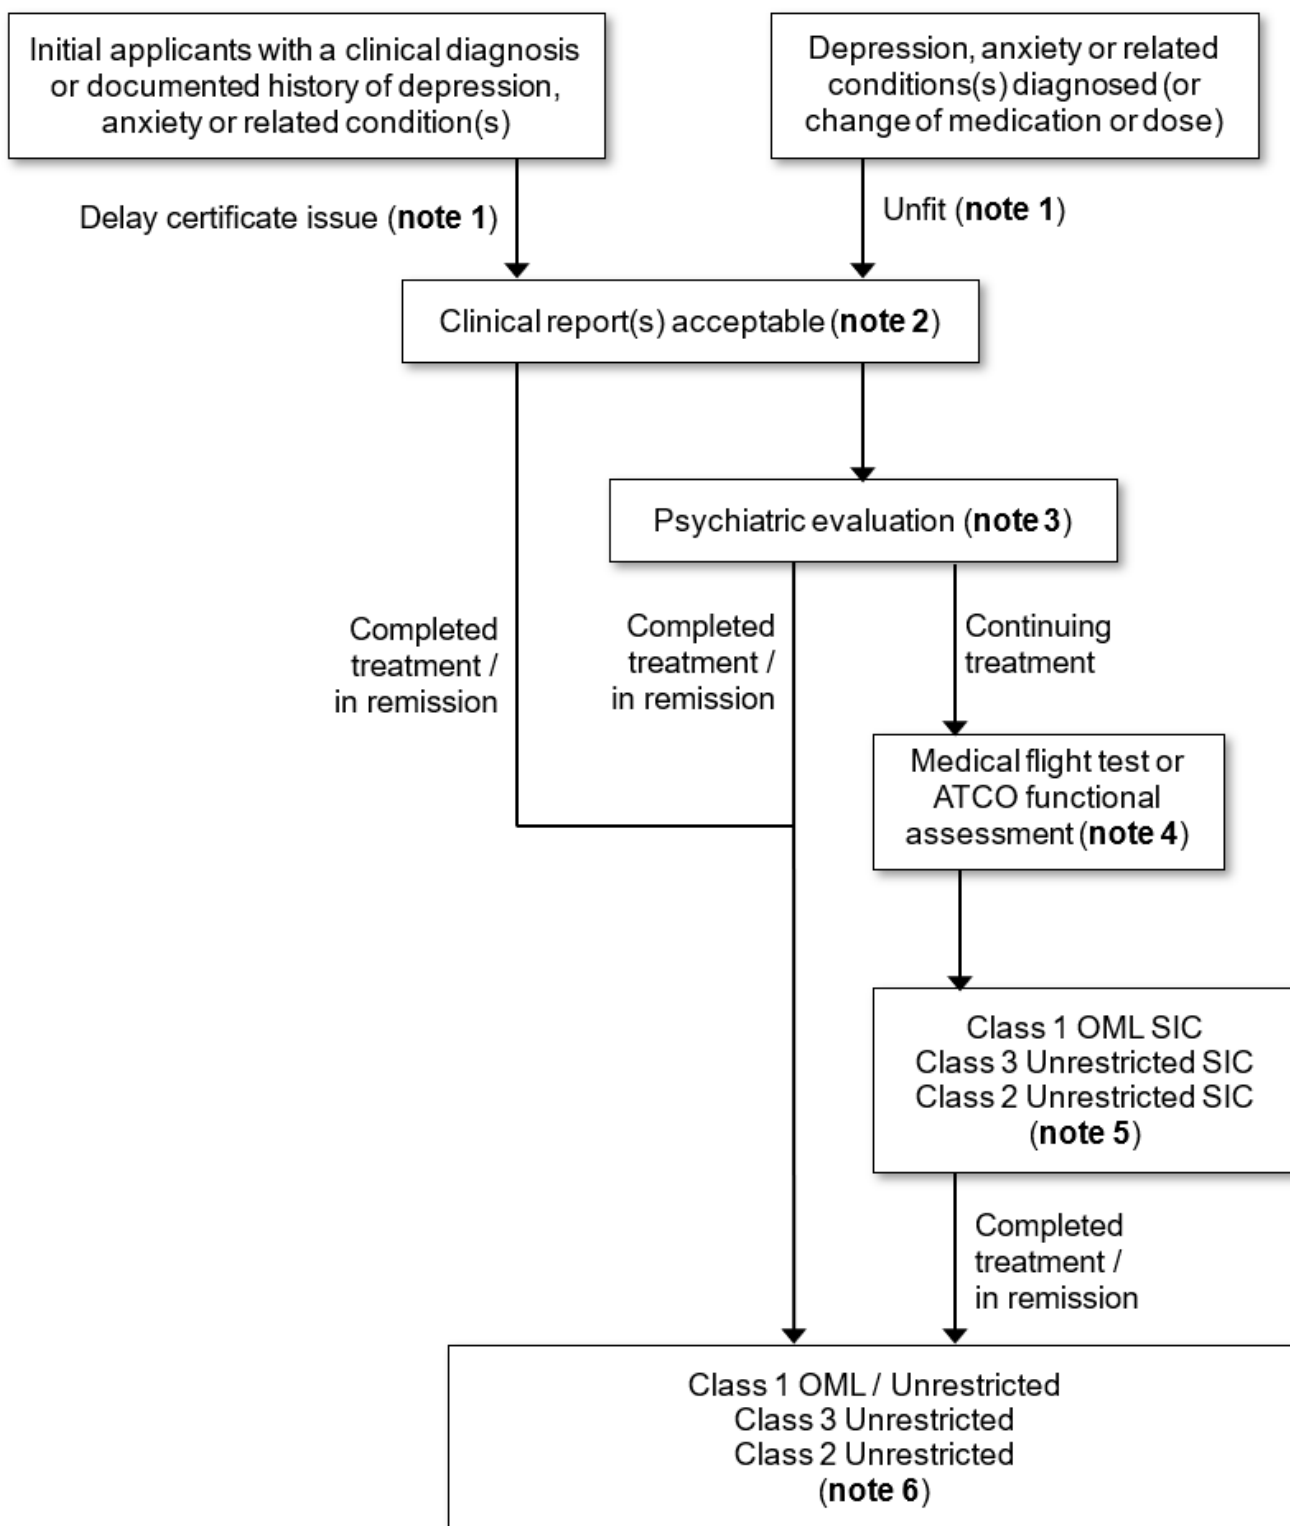 Initial applicants with a clinical diagnosis
or documented history of depression,
anxiety or related condition(s)
Depression, anxiety or related
conditions(s) diagnosed (or
change of medication or dose)
Delay certificate issue (note 1)
Unfit (note 1)
Clinical report(s) acceptable (note 2)
Psychiatric evaluation (note 3)
Completed
treatment /
in remission
Completed
treatment /
in remission
Continuing
treatment
Medical flight test or
ATCO functional
assessment (note 4)
Class 1 OML SIC
Class 3 Unrestricted SIC
Class 2 Unrestricted SIC
(note 5)
Completed
treatment /
in remission
Class 1 OML / Unrestricted
Class 3 Unrestricted
Class 2 Unrestricted
(note 6)